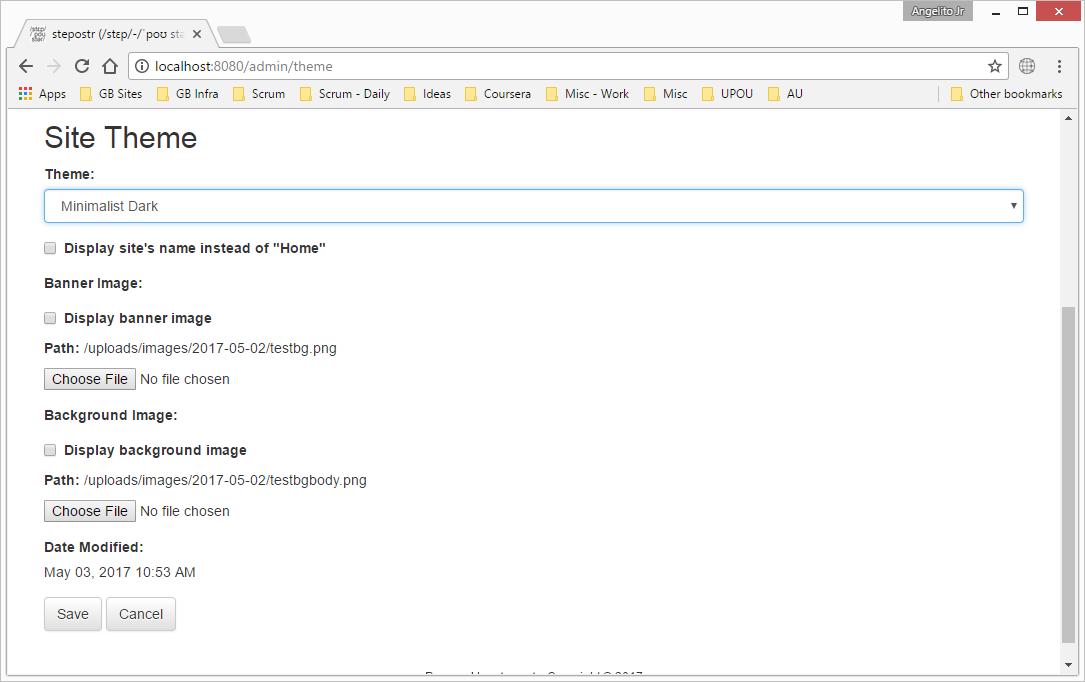 Angelito Jr
stepostr (/stɛp/-/ˈpoʊ sta
localhost:8080/admin/theme
Apps GB Sites GB Infra Scrum Scrum - Daily Ideas Coursera Misc - Work Misc UPOU AU Other bookmarks
Site Theme
Theme:
Minimalist Dark
Display site's name instead of "Home"
Banner Image:
Display banner image
Path: /uploads/images/2017-05-02/testbg.png
Choose File No file chosen
Background Image:
Display background image
Path: /uploads/images/2017-05-02/testbgbody.png
Choose File No file chosen
Date Modified:
May 03, 2017 10:53 AM
Save Cancel